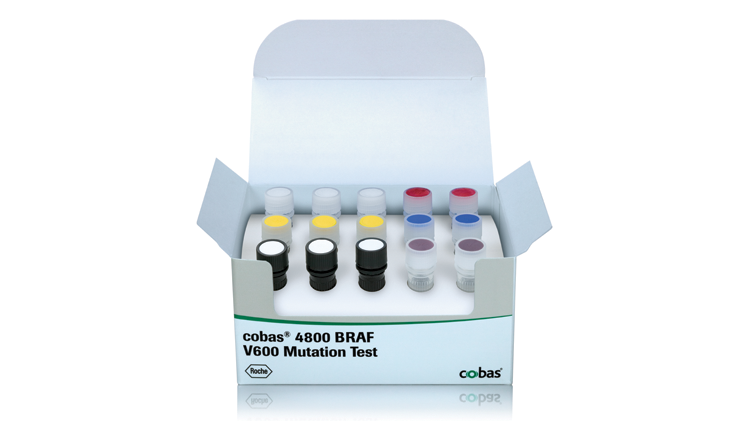 cobas® 4800 BRAF
V600 Mutation Test
Roche
cobas®